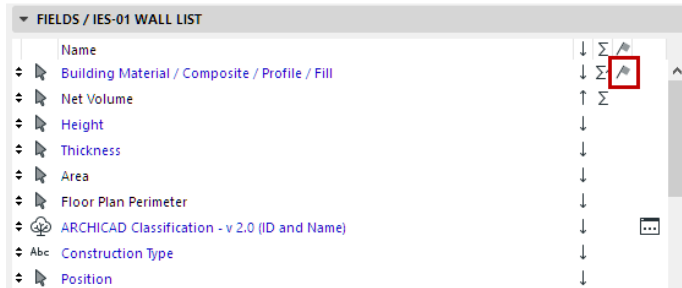 FIELDS / IES-01 WALL LIST
Name ↓ Σ
Building Material / Composite / Profile / Fill ↓ Σ
Net Volume ↑ Σ
Height ↓
Thickness ↓
Area ↓
Floor Plan Perimeter ↓
ARCHICAD Classification - v 2.0 (ID and Name) ↓
Abc Construction Type ↓
Position ↓